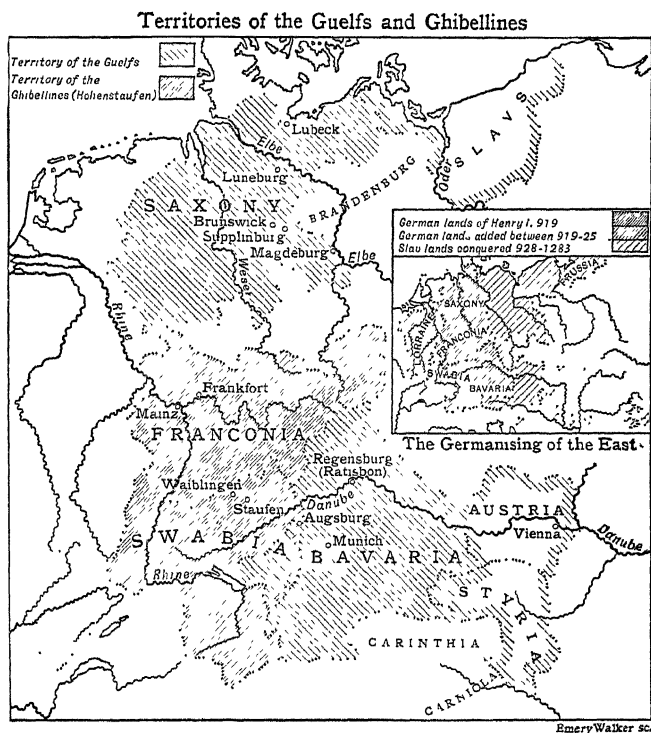 Territories of the Guelfs and Ghibellines
Territory of the Guelfs
Territory of the
Ghibellines (Hohenstaufen)
Lubeck
Elbe
SLAVS
Oder
BRANDENBURG
Luneburg
SAXONY
Brunswick
Supplinburg
Magdeburg
Elbe
Weser
Rhine
German lands of Henry I. 919
German lands added between 919-25
Slav lands conquered 928-1283
RUSSIA
SAXONY
LORRAINE
FRANCONIA
SWABIA
BAVARIA
The Germanising of the East.
Frankfort
Mainz
FRANCONIA
Regensburg
(Ratisbon)
Waiblingen
Staufen
Danube
Augsburg
AUSTRIA
Vienna
Danube
SWABIA
Munich
BAVARIA
Rhine
STYRIA
CARINTHIA
CARNIOLA
Emery Walker sc.